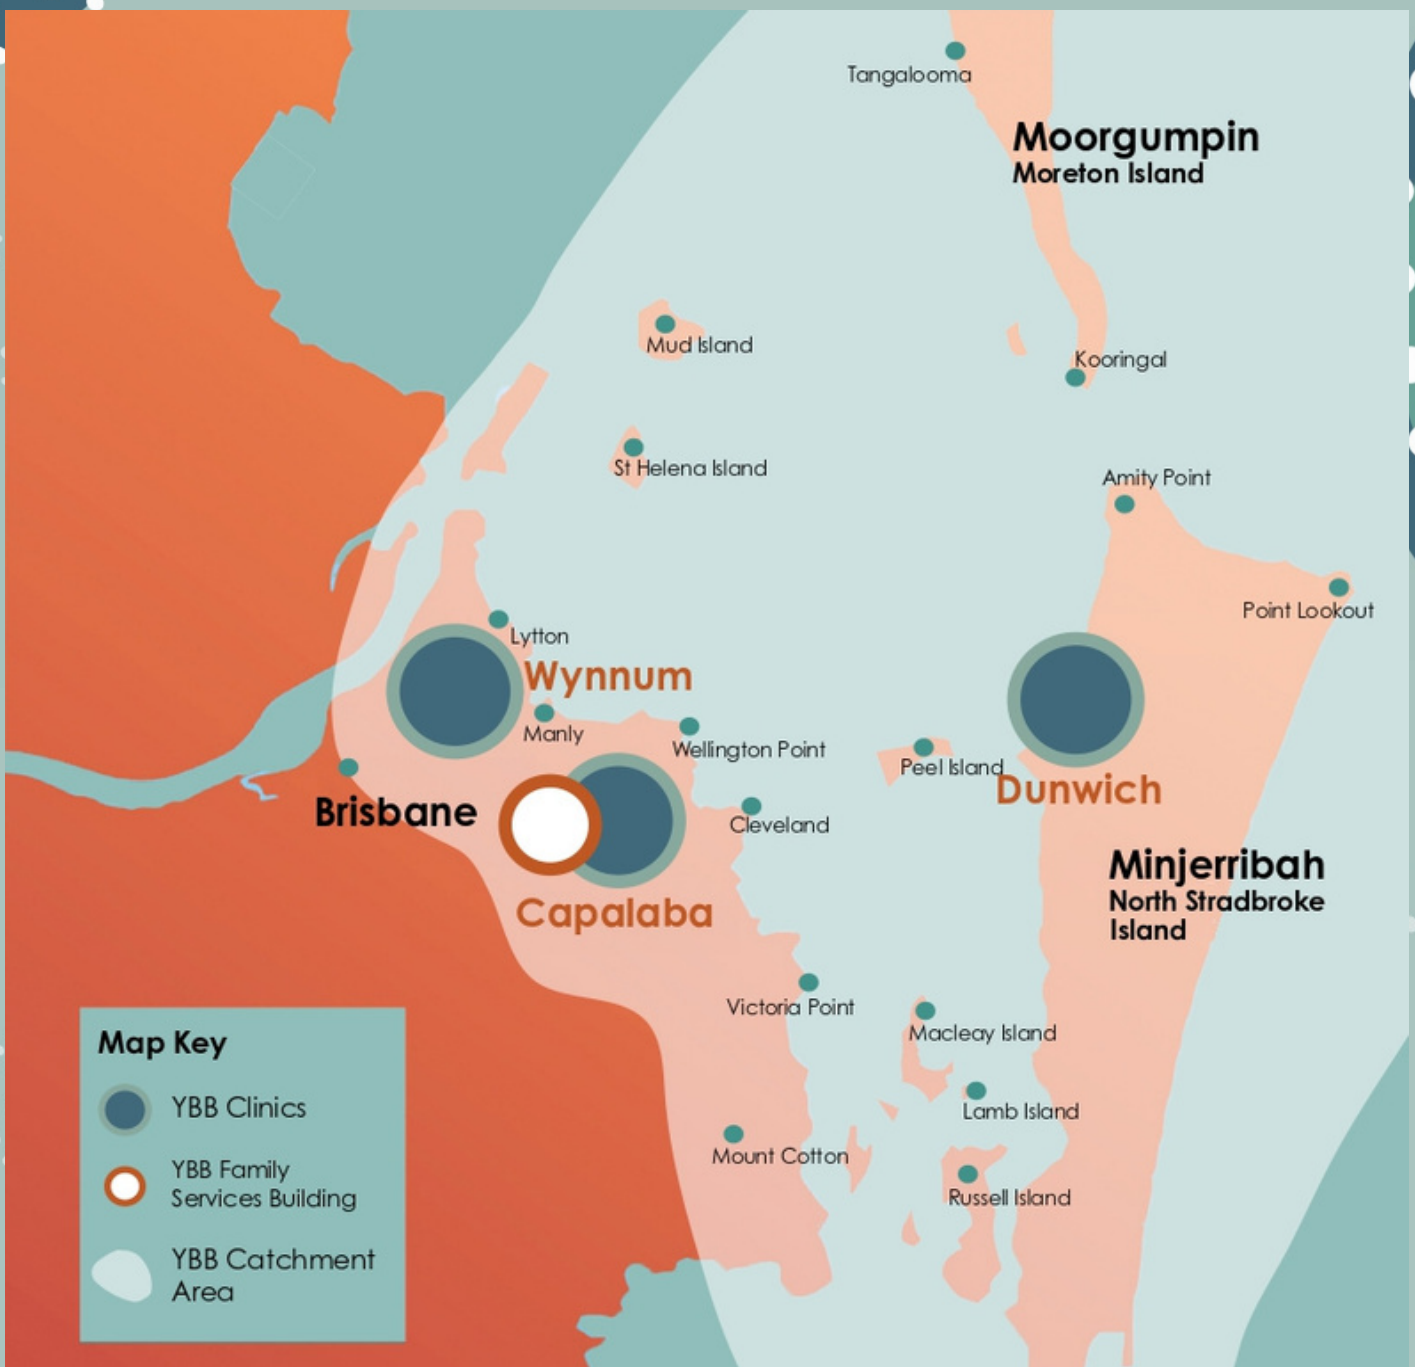 Tangalooma
Moorgumpin
Moreton Island
Mud Island
Kooringal
St Helena Island
Amity Point
Point Lookout
Lytton
Wynnum
Manly
Wellington Point
Peel Island
Dunwich
Brisbane
Cleveland
Minjerribah
North Stradbroke
Island
Capalaba
Victoria Point
Macleay Island
Lamb Island
Mount Cotton
Russell Island
Map Key
YBB Clinics
YBB Family
Services Building
YBB Catchment
Area